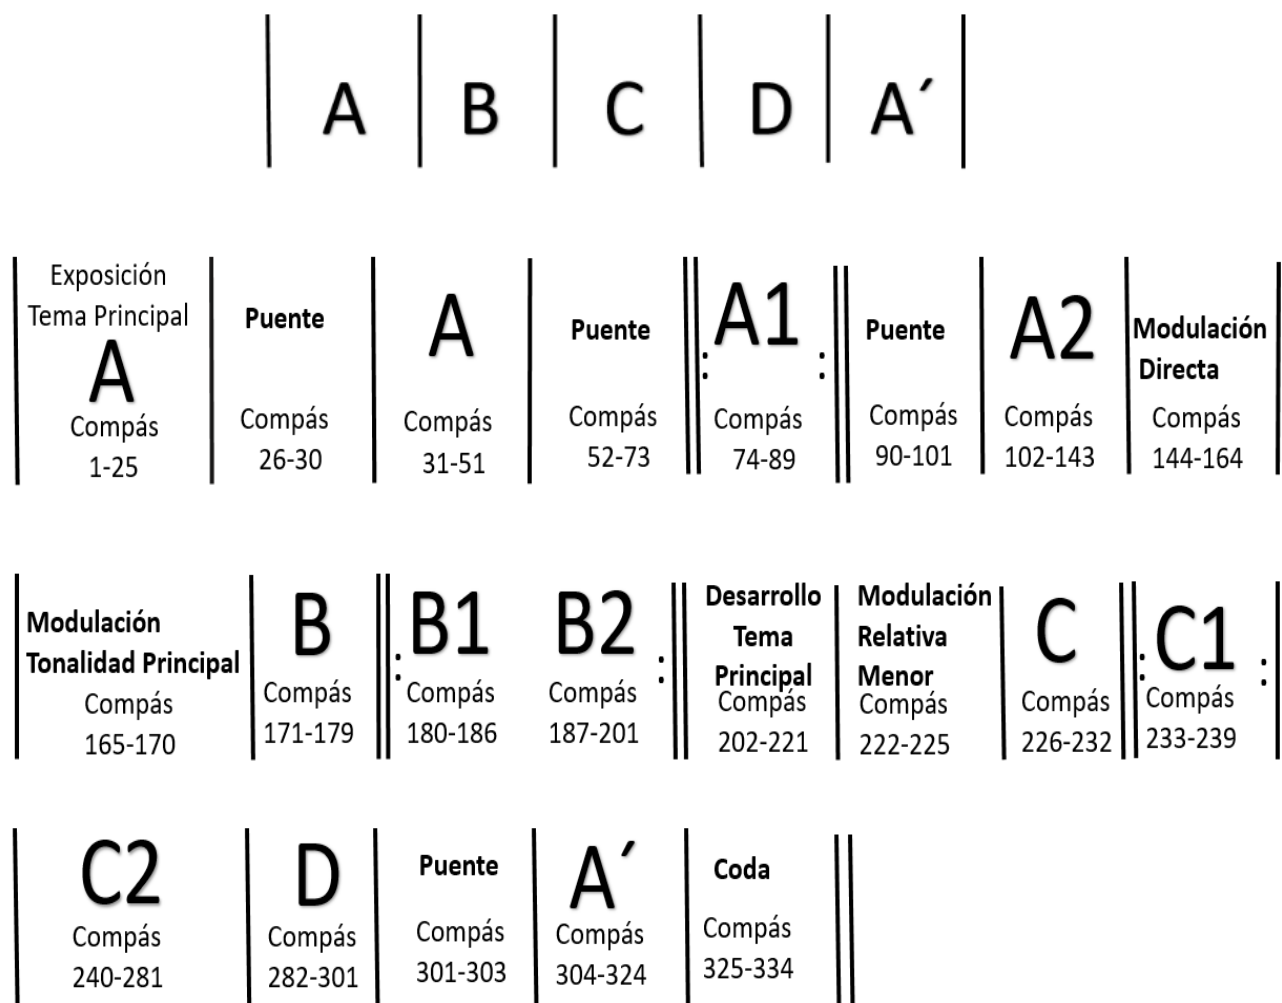 A B C D A´
Exposición
Tema Principal
A
Compás
1-25
Puente
Compás
26-30
A
Compás
31-51
Puente
Compás
52-73
: A1 :
Compás
74-89
Puente
Compás
90-101
A2
Compás
102-143
Modulación
Directa
Compás
144-164
Modulación
Tonalidad Principal
Compás
165-170
B
Compás
171-179
: B1
Compás
180-186
B2 :
Compás
187-201
Desarrollo
Tema
Principal
Compás
202-221
Modulación
Relativa
Menor
Compás
222-225
C
Compás
226-232
: C1 :
Compás
233-239
C2
Compás
240-281
D
Compás
282-301
Puente
Compás
301-303
A´
Compás
304-324
Coda
Compás
325-334